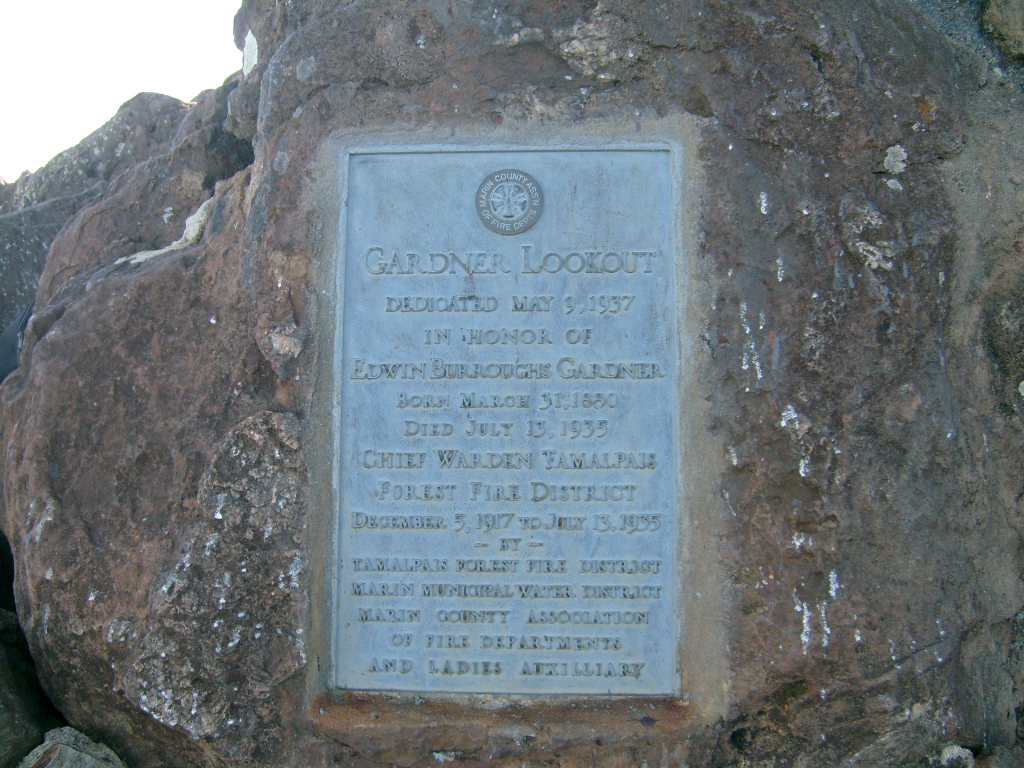 MARIN COUNTY ASS'N
OF FIRE DEPTS
GARDNER LOOKOUT
DEDICATED MAY 9, 1937
IN HONOR OF
EDWIN BURROUGHS GARDNER
BORN MARCH 31, 1880
DIED JULY 13, 1935
CHIEF WARDEN TAMALPAIS
FOREST FIRE DISTRICT
DECEMBER 5, 1917 TO JULY 13, 1935
- BY -
TAMALPAIS FOREST FIRE DISTRICT
MARIN MUNICIPAL WATER DISTRICT
MARIN COUNTY ASSOCIATION
OF FIRE DEPARTMENTS
AND LADIES AUXILLIARY